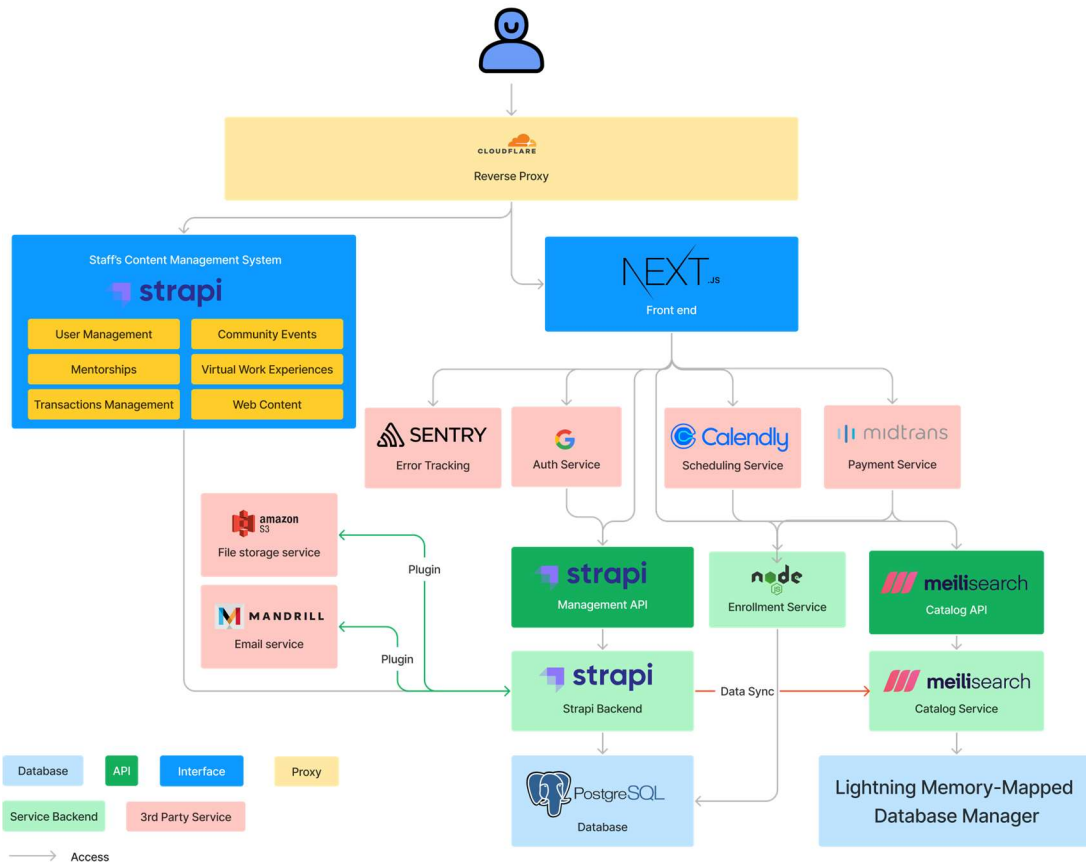 CLOUDFLARE
Reverse Proxy
Staff's Content Management System
strapi
User Management
Community Events
Mentorships
Virtual Work Experiences
Transactions Management
Web Content
NEXT.JS
Front end
SENTRY
Error Tracking
G
Auth Service
Calendly
Scheduling Service
midtrans
Payment Service
amazon
S3
File storage service
Plugin
MANDRILL
Email service
Plugin
strapi
Management API
node
JS
Enrollment Service
meilisearch
Catalog API
strapi
Strapi Backend
Data Sync
meilisearch
Catalog Service
PostgreSQL
Database
Lightning Memory-Mapped
Database Manager
Database
API
Interface
Proxy
Service Backend
3rd Party Service
Access